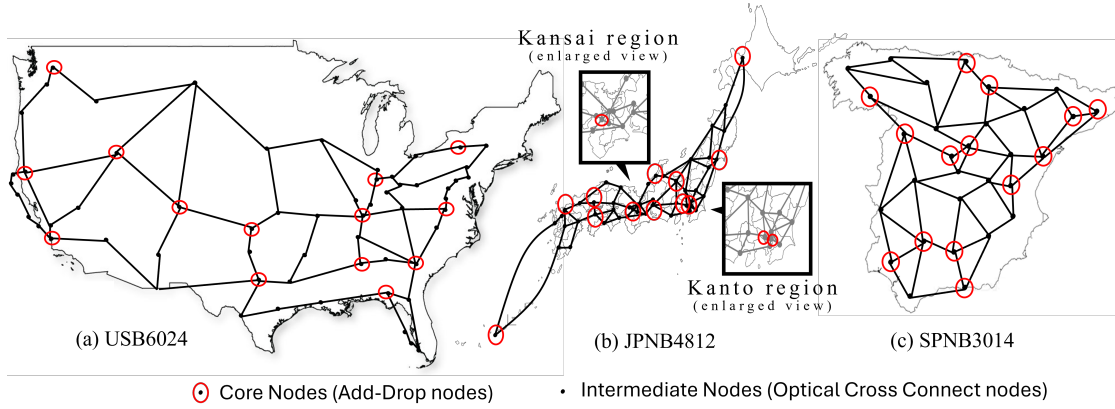 Kansai region
(enlarged view)
Kanto region
(enlarged view)
(a) USB6024
(b) JPNB4812
(c) SPNB3014
Core Nodes (Add-Drop nodes)
Intermediate Nodes (Optical Cross Connect nodes)